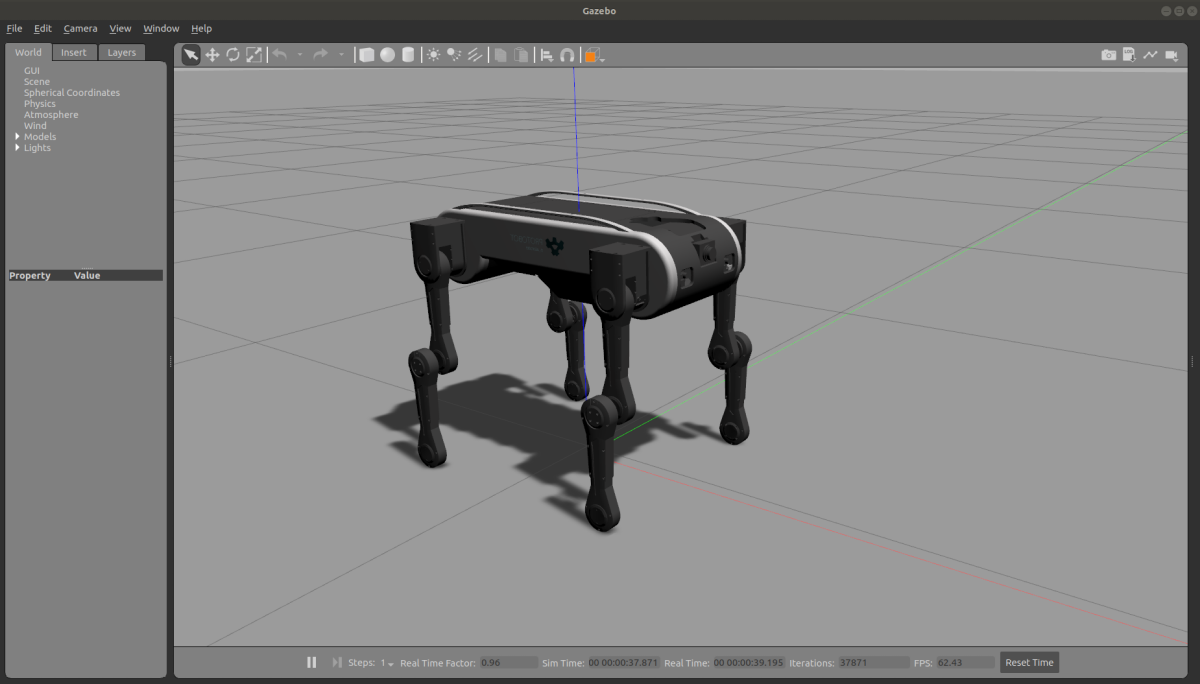 Gazebo
File Edit Camera View Window Help
World Insert Layers
GUI
Scene
Spherical Coordinates
Physics
Atmosphere
Wind
Models
Lights
Property Value
Steps: 1 Real Time Factor: 0.96 Sim Time: 00 00:00:37.871 Real Time: 00 00:00:39.195 Iterations: 37871 FPS: 62.43 Reset Time